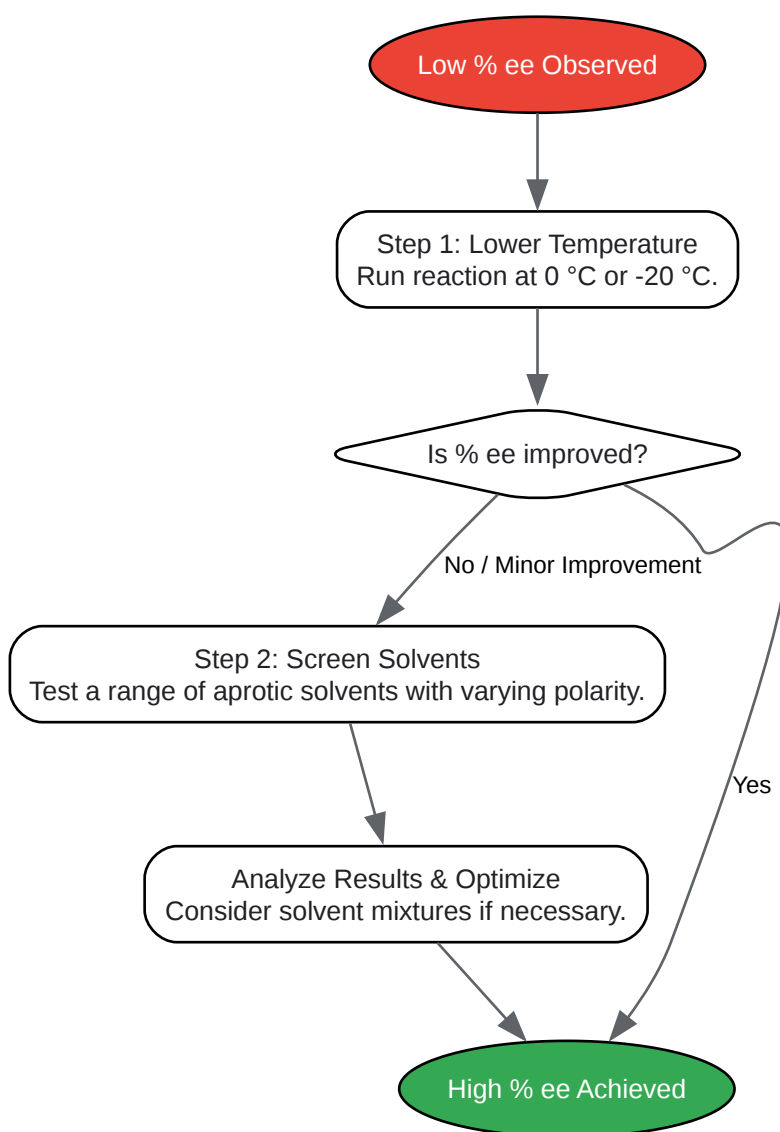 Low % ee Observed
Step 1: Lower Temperature
Run reaction at 0 °C or -20 °C.
Is % ee improved?
No / Minor Improvement
Step 2: Screen Solvents
Test a range of aprotic solvents with varying polarity.
Yes
Analyze Results & Optimize
Consider solvent mixtures if necessary.
High % ee Achieved